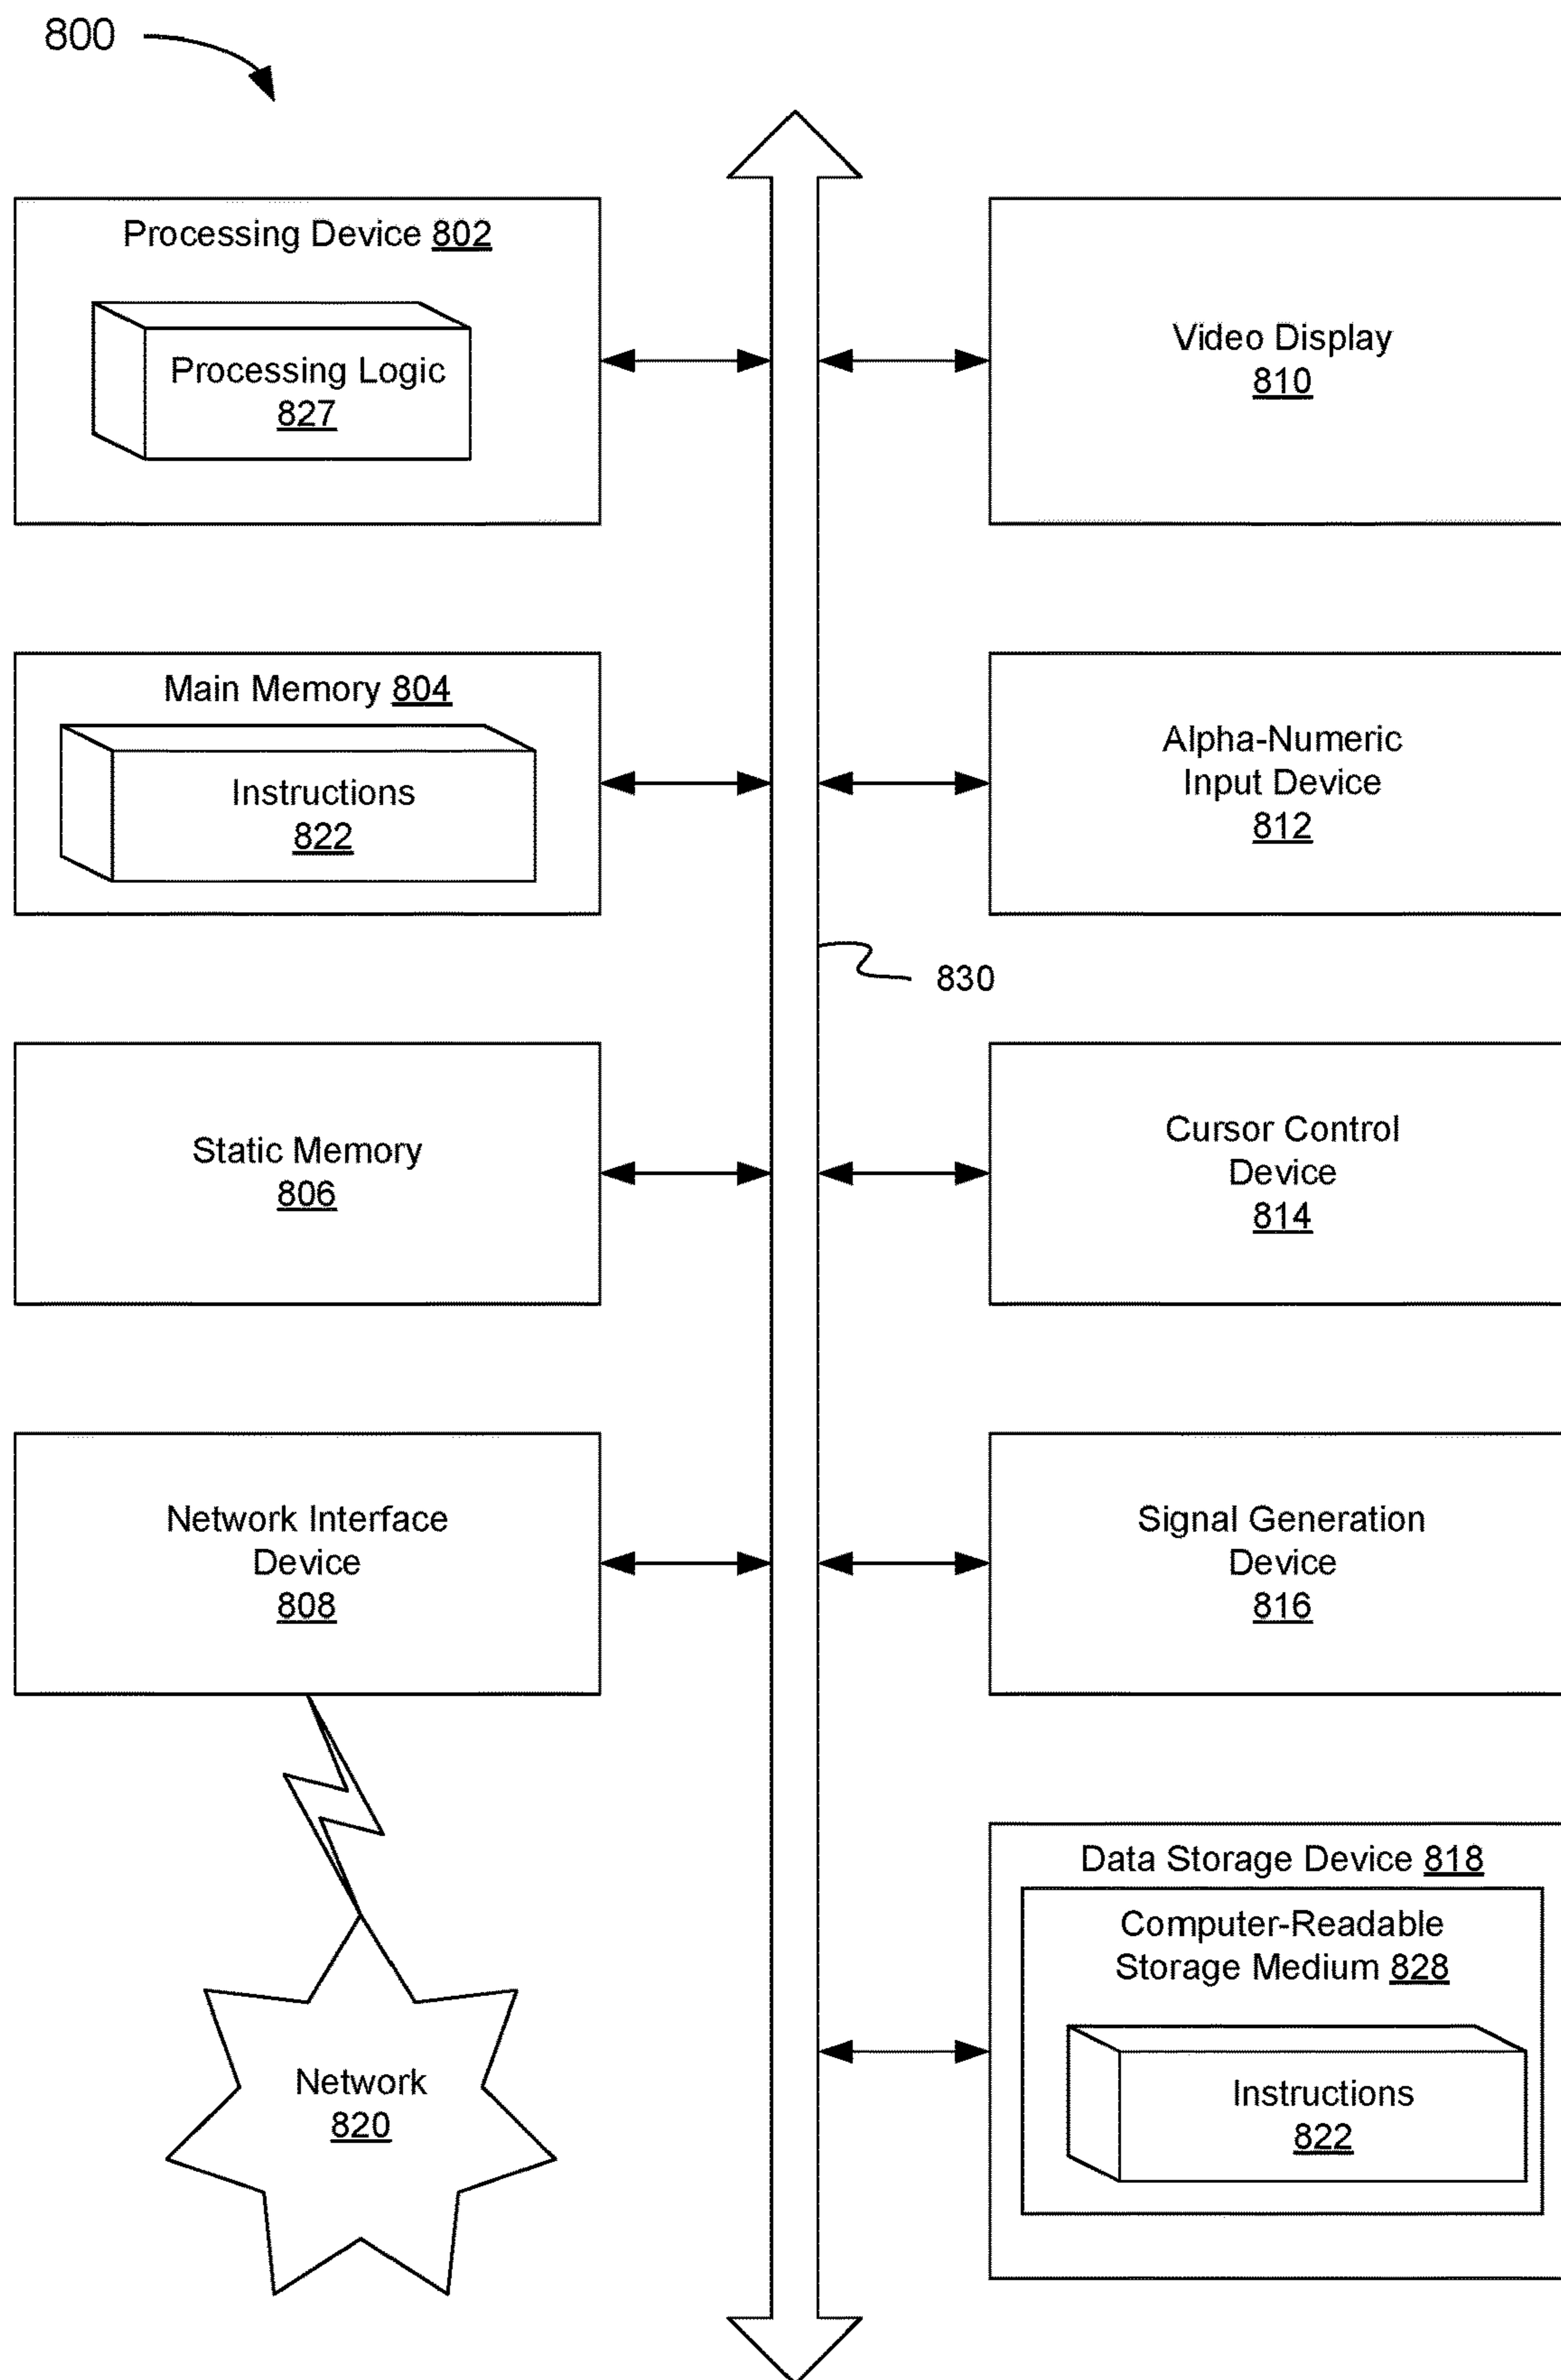 800
Processing Device 802
Processing Logic
827
Video Display
810
Main Memory 804
Instructions
822
Alpha-Numeric
Input Device
812
830
Static Memory
806
Cursor Control
Device
814
Network Interface
Device
808
Signal Generation
Device
816
Data Storage Device 818
Computer-Readable
Storage Medium 828
Instructions
822
Network
820